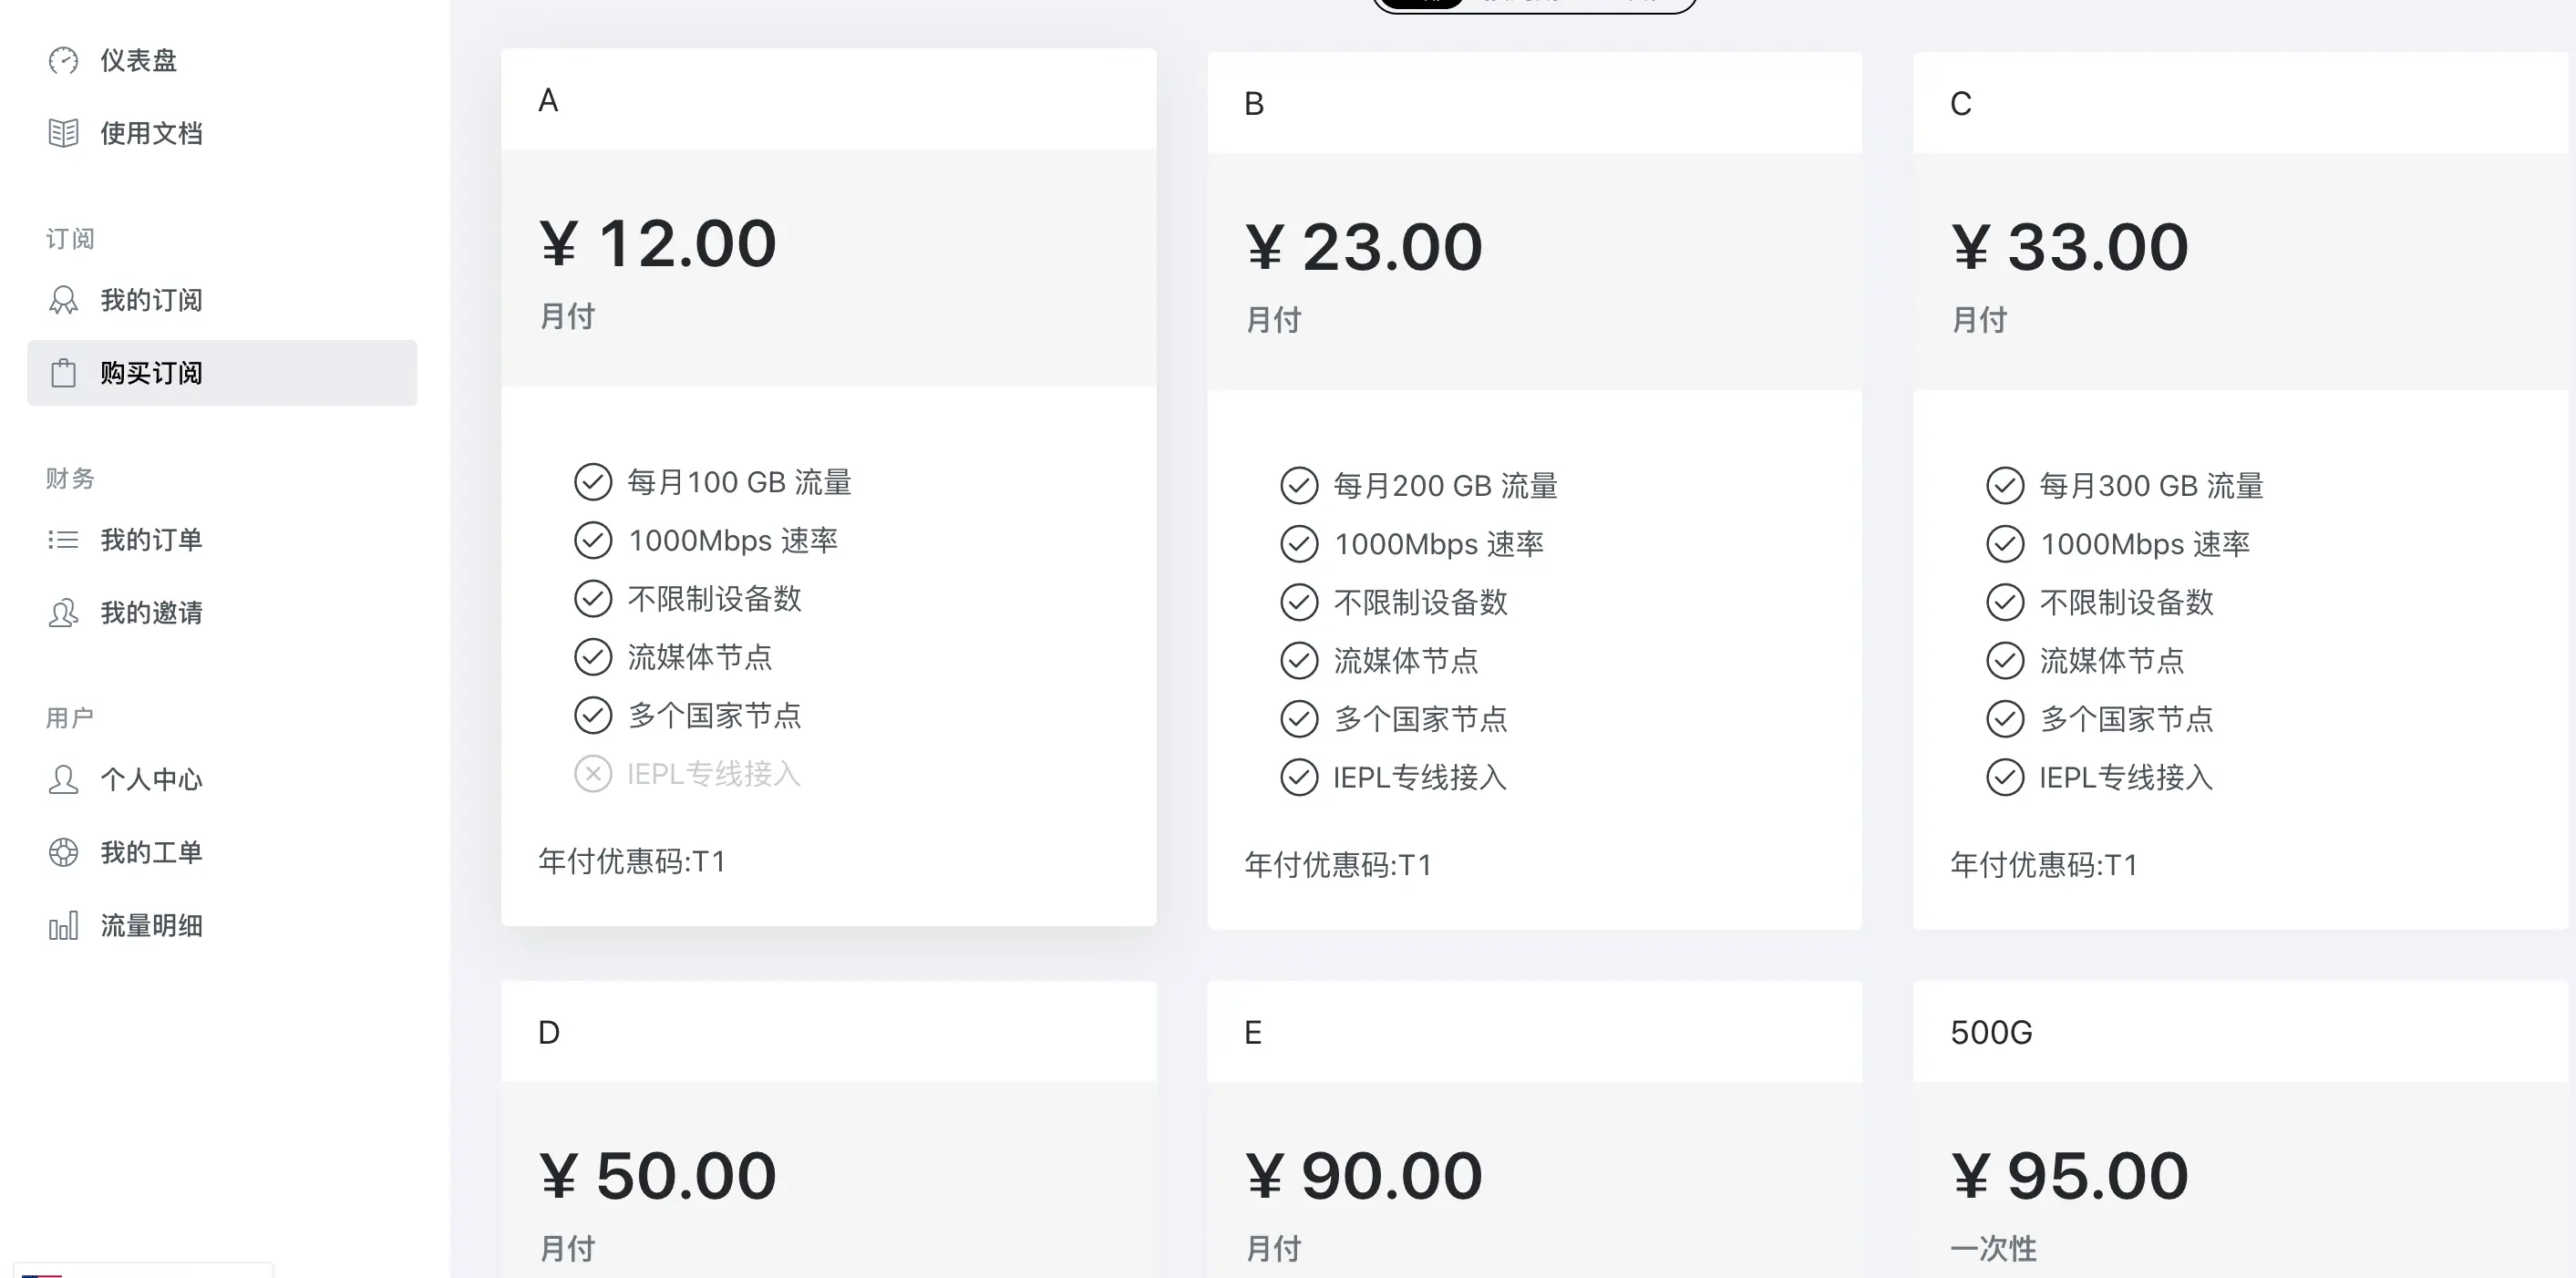 仪表盘
使用文档
订阅
我的订阅
购买订阅
财务
我的订单
我的邀请
用户
个人中心
我的工单
流量明细
A
¥ 12.00
月付
每月100 GB 流量
1000Mbps 速率
不限制设备数
流媒体节点
多个国家节点
IEPL专线接入
年付优惠码:T1
B
¥ 23.00
月付
每月200 GB 流量
1000Mbps 速率
不限制设备数
流媒体节点
多个国家节点
IEPL专线接入
年付优惠码:T1
C
¥ 33.00
月付
每月300 GB 流量
1000Mbps 速率
不限制设备数
流媒体节点
多个国家节点
IEPL专线接入
年付优惠码:T1
D
¥ 50.00
月付
E
¥ 90.00
月付
500G
¥ 95.00
一次性